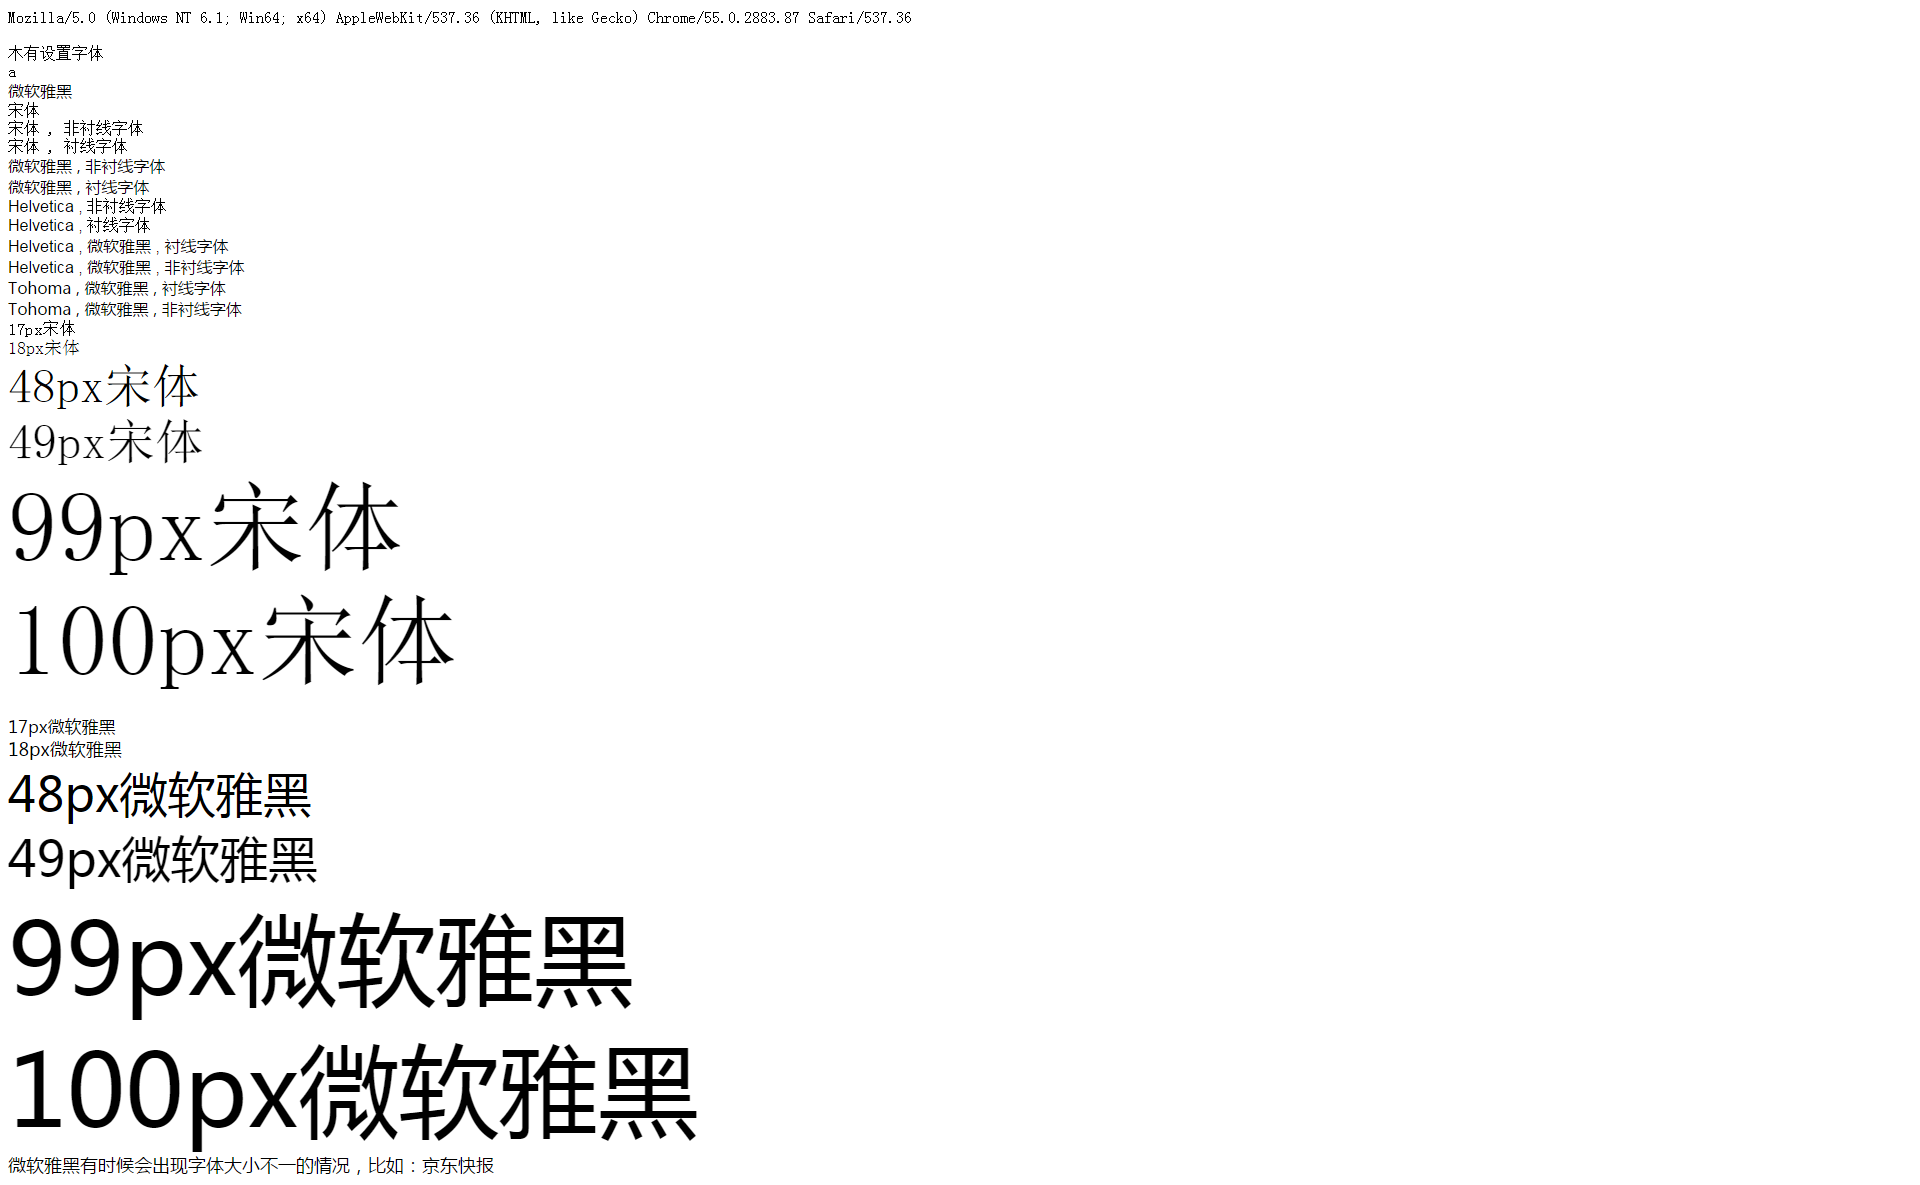 Mozilla/5.0 (Windows NT 6.1; Win64; x64) AppleWebKit/537.36 (KHTML, like Gecko) Chrome/55.0.2883.87 Safari/537.36
木有设置字体
a
微软雅黑
宋体
宋体 , 非衬线字体
宋体 , 衬线字体
微软雅黑 , 非衬线字体
微软雅黑 , 衬线字体
Helvetica , 非衬线字体
Helvetica , 衬线字体
Helvetica , 微软雅黑 , 衬线字体
Helvetica , 微软雅黑 , 非衬线字体
Tohoma , 微软雅黑 , 衬线字体
Tohoma , 微软雅黑 , 非衬线字体
17px宋体
18px宋体
48px宋体
49px宋体
99px宋体
100px宋体
17px微软雅黑
18px微软雅黑
48px微软雅黑
49px微软雅黑
99px微软雅黑
100px微软雅黑
微软雅黑有时候会出现字体大小不一的情况，比如：京东快报